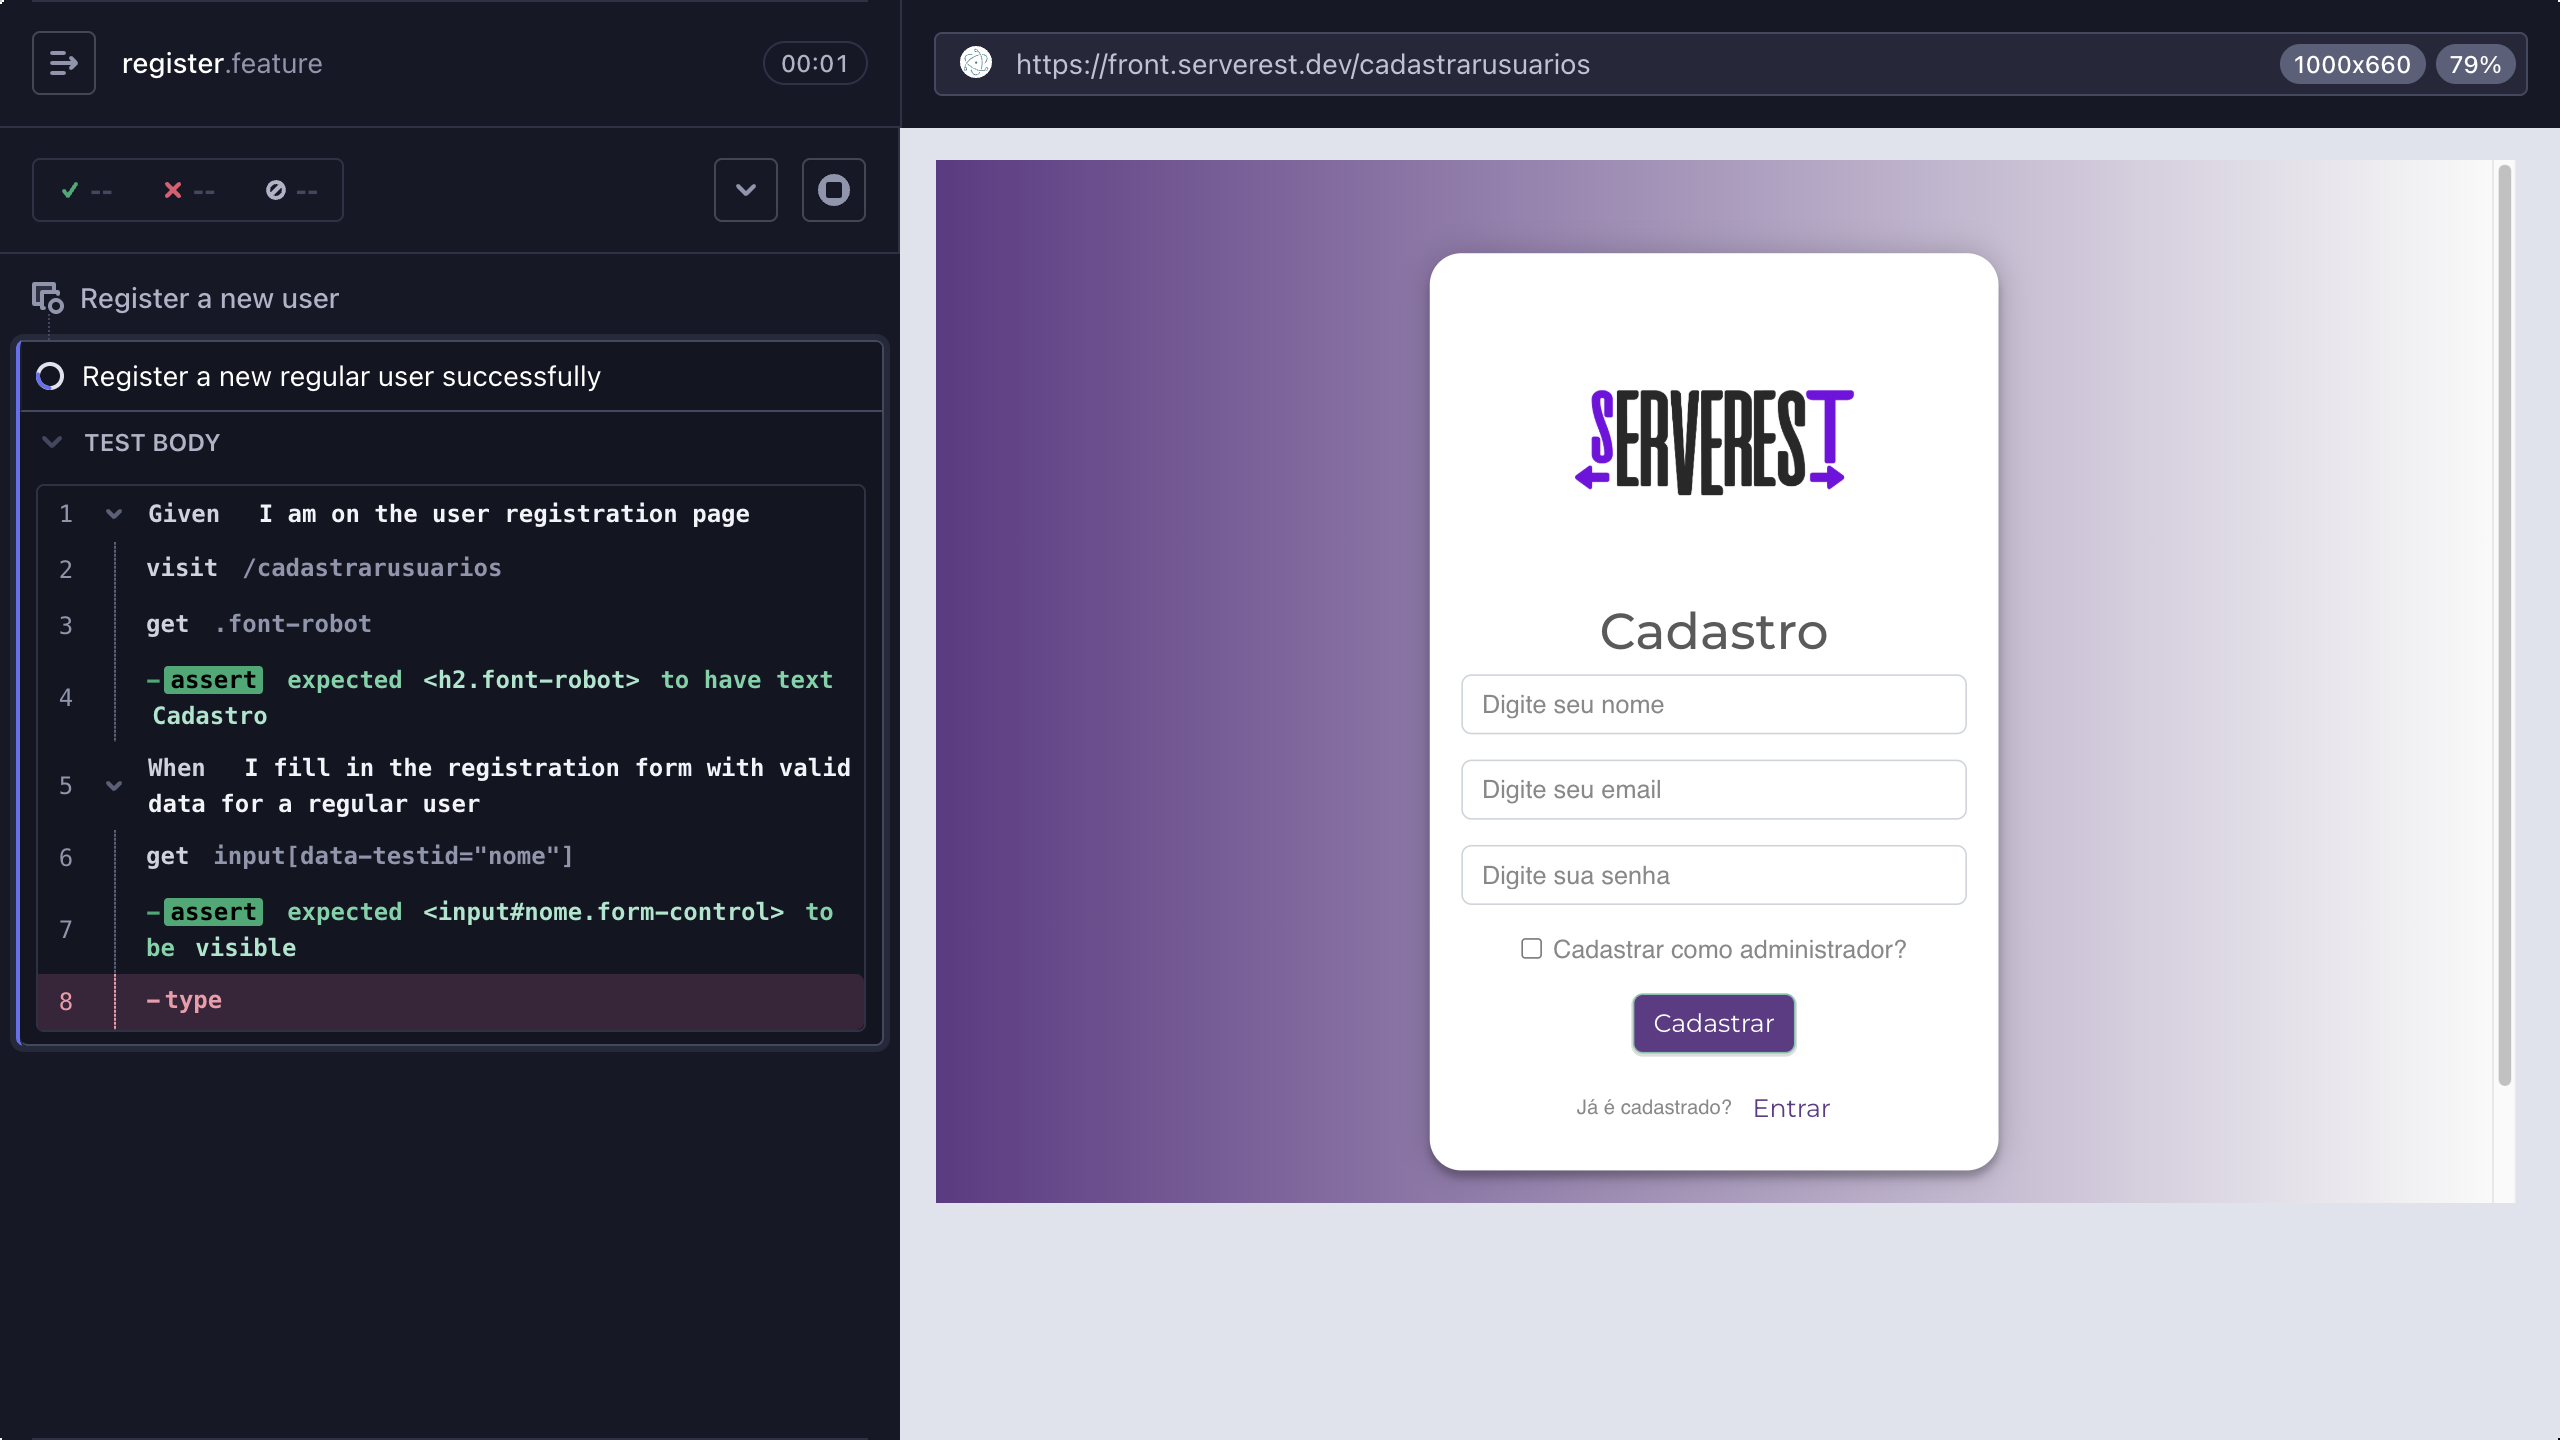 register.feature
00:01
https://front.serverest.dev/cadastrarusuarios
1000x660
79%
--
--
--
Register a new user
Register a new regular user successfully
TEST BODY
1 Given I am on the user registration page
2 visit /cadastrarusuarios
3 get .font-robot
4 -assert expected <h2.font-robot> to have text
Cadastro
5 When I fill in the registration form with valid
data for a regular user
6 get input[data-testid="nome"]
7 -assert expected <input#nome.form-control> to
be visible
8 -type
SERVEREST
Cadastro
Digite seu nome
Digite seu email
Digite sua senha
Cadastrar como administrador?
Cadastrar
Já é cadastrado? Entrar